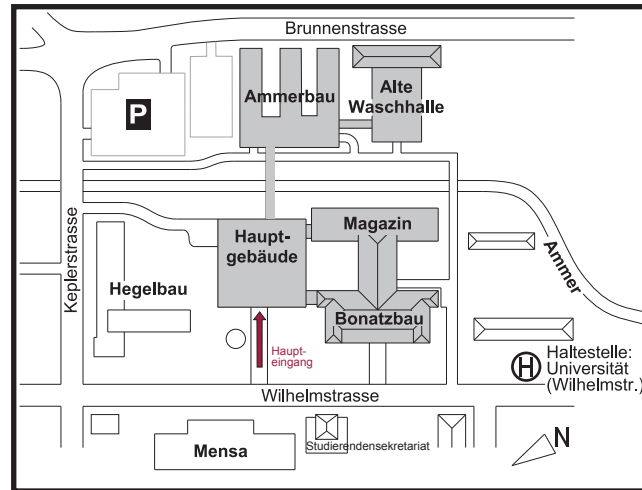 Brunnenstrasse
P
Ammerbau
Alte
Waschhalle
Keplerstrasse
Haupt-
gebäude
Magazin
Ammer
Hegelbau
Bonatzbau
Haupt-
eingang
H
Haltestelle:
Universität
(Wilhelmstr.)
Wilhelmstrasse
Mensa
Studierendensekretariat
N